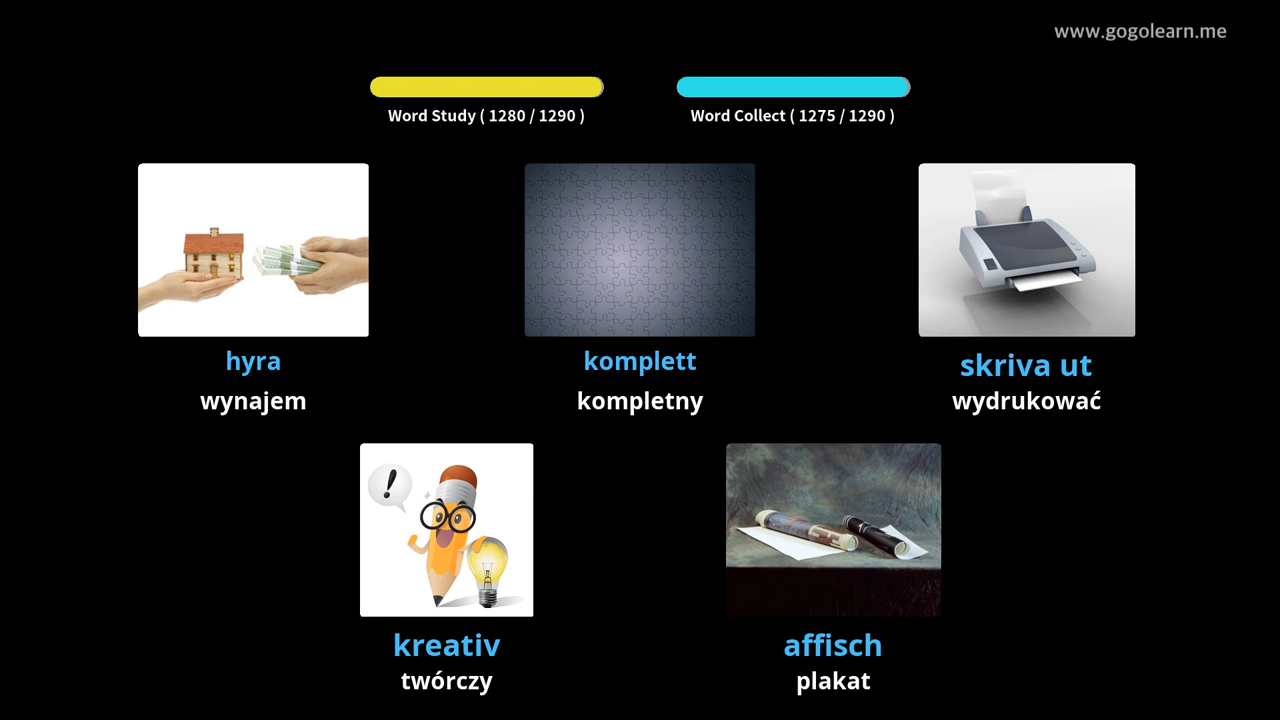 www.gogolearn.me
Word Study ( 1280 / 1290 )
Word Collect ( 1275 / 1290 )
hyra
wynajem
komplett
kompletny
skriva ut
wydrukować
kreativ
twórczy
affisch
plakat